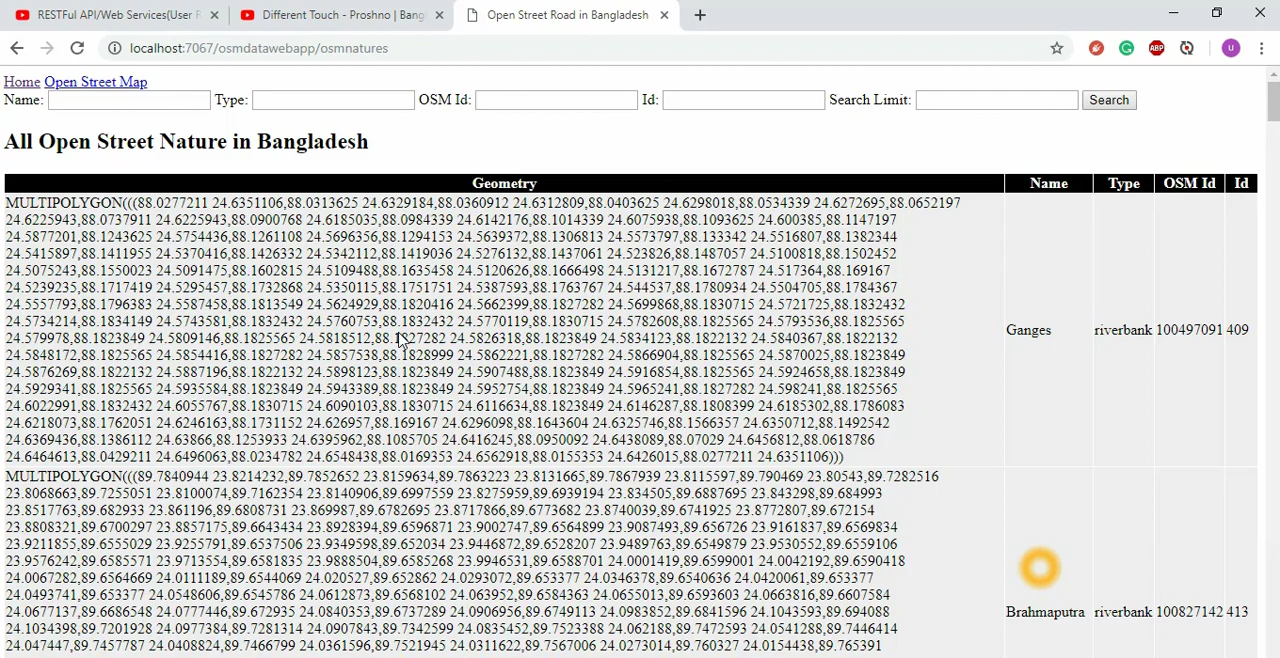 RESTFul API/Web Services(User R
Different Touch - Proshno | Bang
Open Street Road in Bangladesh
localhost:7067/osmdatawebapp/osmnatures
ABP
U
Home Open Street Map
Name: Type: OSM Id: Id: Search Limit: Search
All Open Street Nature in Bangladesh
Geometry Name Type OSM Id Id
MULTIPOLYGON(((88.0277211 24.6351106,88.0313625 24.6329184,88.0360912 24.6312809,88.0403625 24.6298018,88.0534339 24.6272695,88.0652197
24.6225943,88.0737911 24.6225943,88.0900768 24.6185035,88.0984339 24.6142176,88.1014339 24.6075938,88.1093625 24.600385,88.1147197
24.5877201,88.1243625 24.5754436,88.1261108 24.5696356,88.1294153 24.5639372,88.1306813 24.5573797,88.133342 24.5516807,88.1382344
24.5415897,88.1411955 24.5370416,88.1426332 24.5342112,88.1419036 24.5276132,88.1437061 24.523826,88.1487057 24.5100818,88.1502452
24.5075243,88.1550023 24.5091475,88.1602815 24.5109488,88.1635458 24.5120626,88.1666498 24.5131217,88.1672787 24.517364,88.169167
24.5239235,88.1717419 24.5295457,88.1732868 24.5350115,88.1751751 24.5387593,88.1763767 24.544537,88.1780934 24.5504705,88.1784367
24.5557793,88.1796383 24.5587458,88.1813549 24.5624929,88.1820416 24.5662399,88.1827282 24.5699868,88.1830715 24.5721725,88.1832432
24.5734214,88.1834149 24.5743581,88.1832432 24.5760753,88.1832432 24.5770119,88.1830715 24.5782608,88.1825565 24.5793536,88.1825565
24.579978,88.1823849 24.5809146,88.1825565 24.5818512,88.1827282 24.5826318,88.1823849 24.5834123,88.1822132 24.5840367,88.1822132
24.5848172,88.1825565 24.5854416,88.1827282 24.5857538,88.1828999 24.5862221,88.1827282 24.5866904,88.1825565 24.5870025,88.1823849
24.5876269,88.1822132 24.5887196,88.1822132 24.5898123,88.1823849 24.5907488,88.1823849 24.5916854,88.1825565 24.5924658,88.1823849
24.5929341,88.1825565 24.5935584,88.1823849 24.5943389,88.1823849 24.5952754,88.1825565 24.5965241,88.1827282 24.598241,88.1825565
24.6022991,88.1832432 24.6055767,88.1830715 24.6090103,88.1830715 24.6116634,88.1823849 24.6146287,88.1808399 24.6185302,88.1786083
24.6218073,88.1762051 24.6246163,88.1731152 24.626957,88.169167 24.6296098,88.1643604 24.6325746,88.1566357 24.6350712,88.1492542
24.6369436,88.1386112 24.63866,88.1253933 24.6395962,88.1085705 24.6416245,88.0950092 24.6438089,88.07029 24.6456812,88.0618786
24.6464613,88.0429211 24.6496063,88.0234782 24.6548438,88.0169353 24.6562918,88.0155353 24.6426015,88.0277211 24.6351106)))
Ganges riverbank 100497091 409
MULTIPOLYGON(((89.7840944 23.8214232,89.7852652 23.8159634,89.7863223 23.8131665,89.7867939 23.8115597,89.790469 23.80543,89.7282516
23.8068663,89.7255051 23.8100074,89.7162354 23.8140906,89.6997559 23.8275959,89.6939194 23.834505,89.6887695 23.843298,89.684993
23.8517763,89.682933 23.861196,89.6808731 23.869987,89.6782695 23.8717866,89.6773682 23.8740039,89.6741925 23.8772807,89.672154
23.8808321,89.6700297 23.8857175,89.6643434 23.8928394,89.6596871 23.9002747,89.6564899 23.9087493,89.656726 23.9161837,89.6569834
23.9211855,89.6555029 23.9255791,89.6537506 23.9349598,89.652034 23.9446872,89.6528207 23.9489763,89.6549879 23.9530552,89.6559106
23.9576242,89.6585571 23.9713554,89.6581835 23.9888504,89.6585268 23.9946531,89.6588701 24.0001419,89.6599001 24.0042192,89.6590418
24.0067282,89.6564669 24.0111189,89.6544069 24.020527,89.652862 24.0293072,89.653377 24.0346378,89.6540636 24.0420061,89.653377
24.0493741,89.653377 24.0548606,89.6545786 24.0612873,89.6568102 24.063952,89.6584363 24.0655013,89.6593603 24.0663816,89.6607584
24.0677137,89.6686548 24.0777446,89.672935 24.0840353,89.6737289 24.0906956,89.6749113 24.0983852,89.6841596 24.1043593,89.694088
24.1034398,89.7201928 24.0977384,89.7281314 24.0907843,89.7342599 24.0835452,89.7523388 24.062188,89.7472593 24.0541288,89.7446414
24.047447,89.7457787 24.0408824,89.7466799 24.0361596,89.7521945 24.0311622,89.7567006 24.0273014,89.760327 24.0154438,89.765391
Brahmaputra riverbank 100827142 413